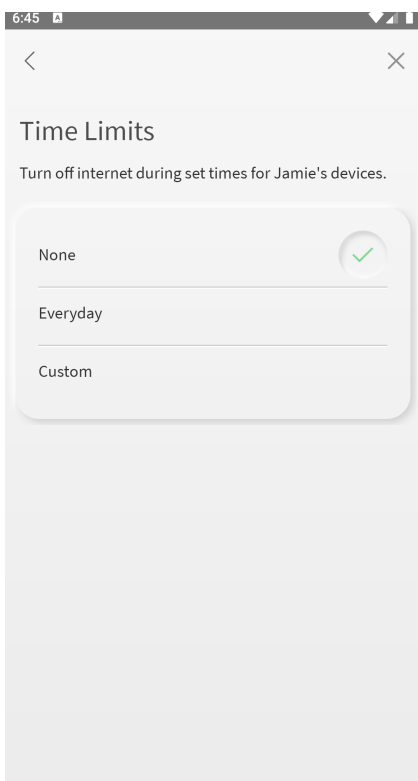 6:45 A
Time Limits
Turn off internet during set times for Jamie's devices.
None
Everyday
Custom